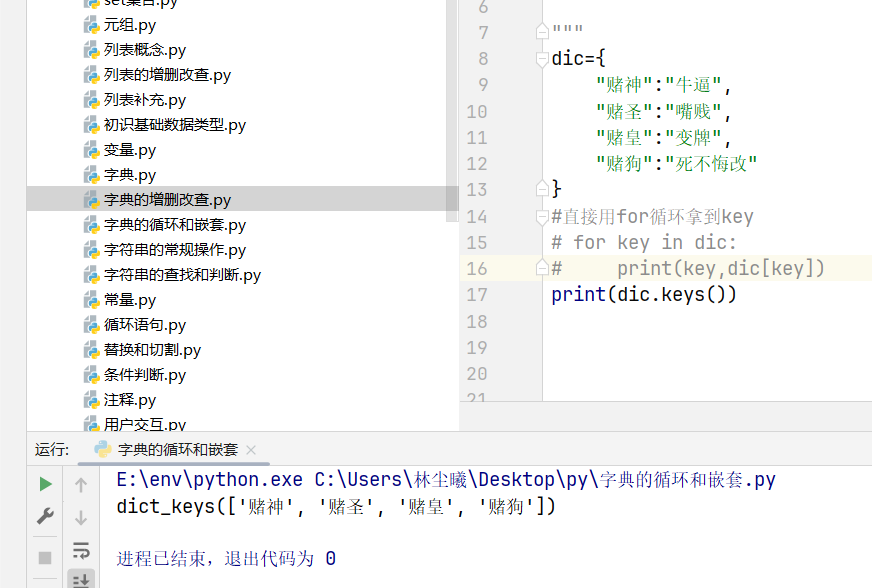 set集合.py
元组.py
列表概念.py
列表的增删改查.py
列表补充.py
初识基础数据类型.py
变量.py
字典.py
字典的增删改查.py
字典的循环和嵌套.py
字符串的常规操作.py
字符串的查找和判断.py
常量.py
循环语句.py
替换和切割.py
条件判断.py
注释.py
用户交互.py
6
7 """
8 dic={
9 "赌神":"牛逼",
10 "赌圣":"嘴贱",
11 "赌皇":"变牌",
12 "赌狗":"死不悔改"
13 }
14 #直接用for循环拿到key
15 # for key in dic:
16 #     print(key,dic[key])
17 print(dic.keys())
18
19
20
21
运行: 字典的循环和嵌套
E:\env\python.exe C:\Users\林尘曦\Desktop\py\字典的循环和嵌套.py
dict_keys(['赌神', '赌圣', '赌皇', '赌狗'])
进程已结束，退出代码为 0